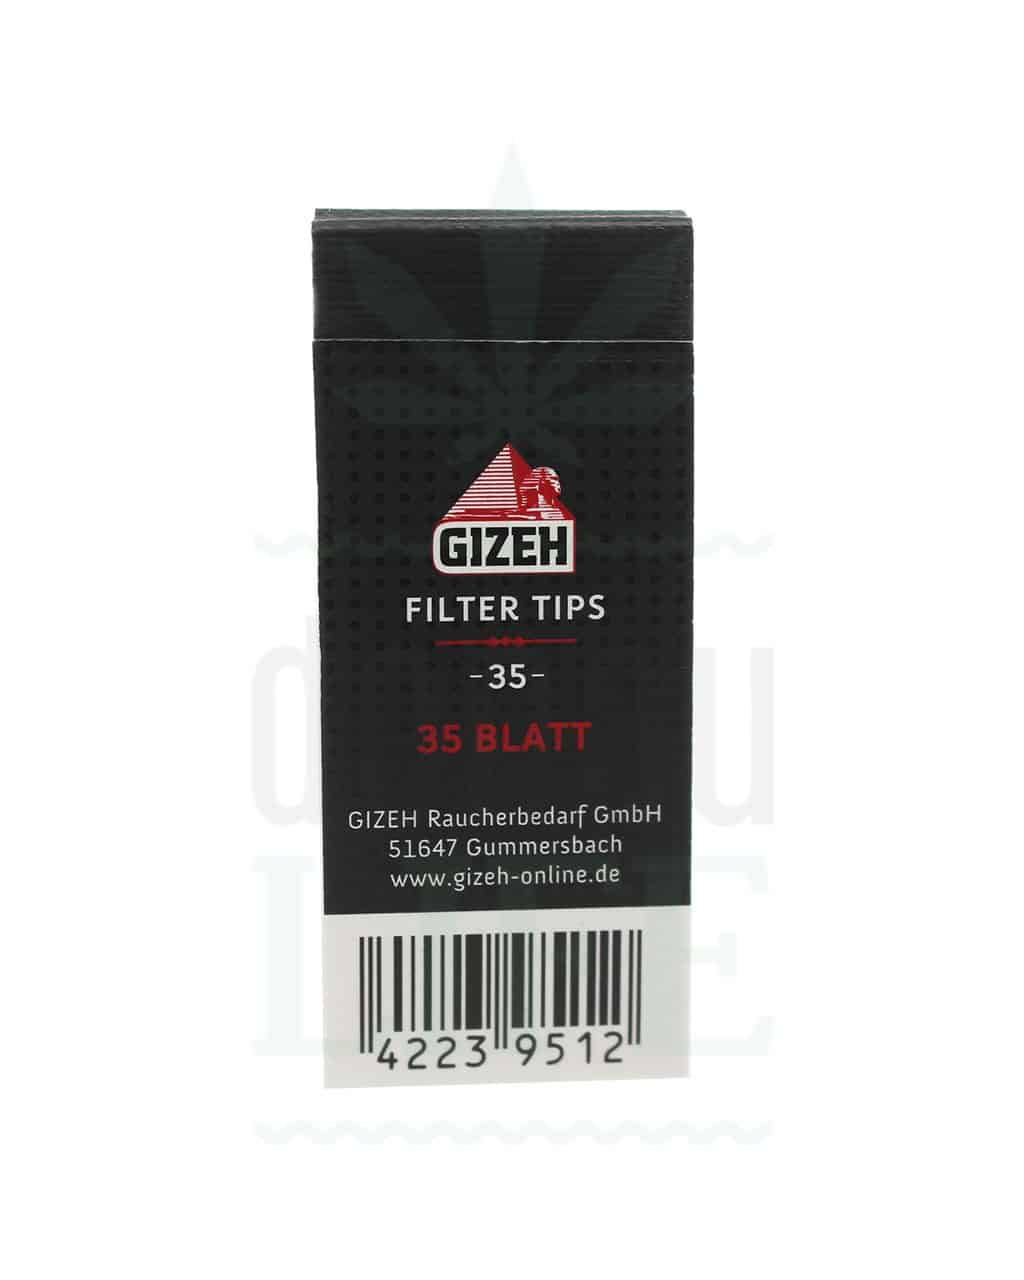 GIZEH
FILTER TIPS
-35-
35 BLATT
GIZEH Raucherbedarf GmbH
51647 Gummersbach
www.gizeh-online.de
4223 9512